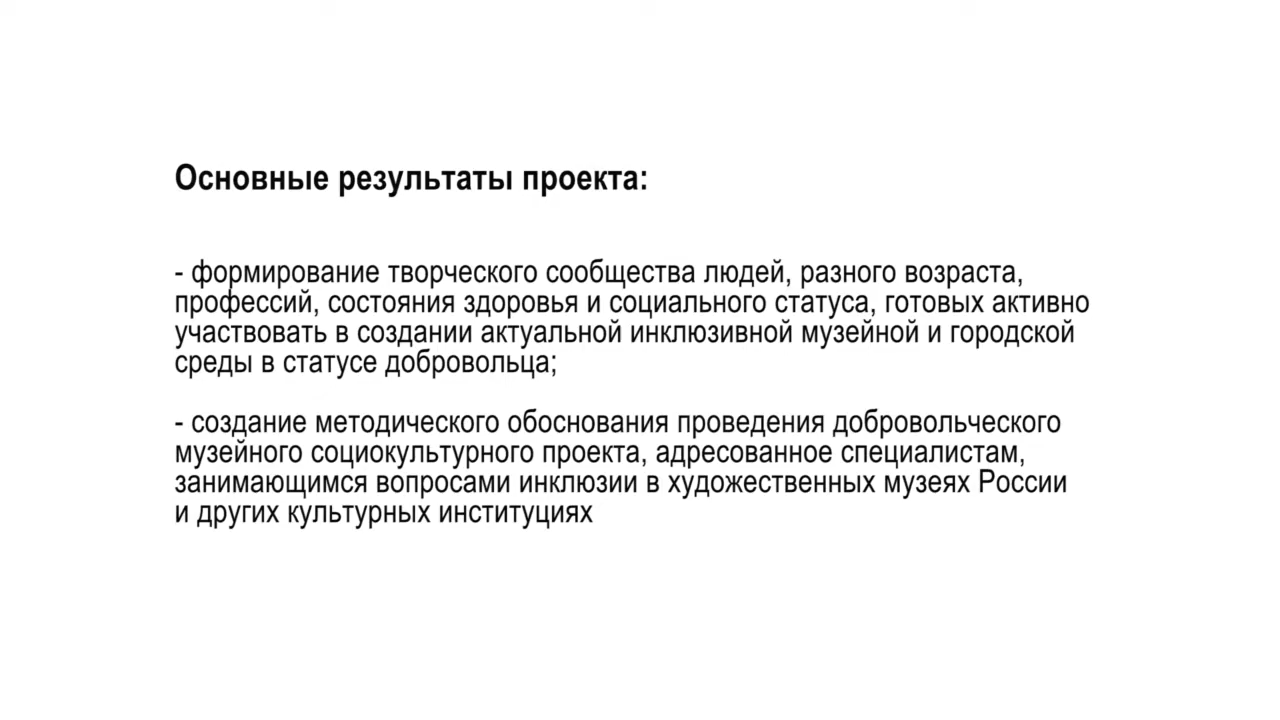 Основные результаты проекта:
- формирование творческого сообщества людей, разного возраста,
профессий, состояния здоровья и социального статуса, готовых активно
участвовать в создании актуальной инклюзивной музейной и городской
среды в статусе добровольца;
- создание методического обоснования проведения добровольческого
музейного социокультурного проекта, адресованное специалистам,
занимающимся вопросами инклюзии в художественных музеях России
и других культурных институциях